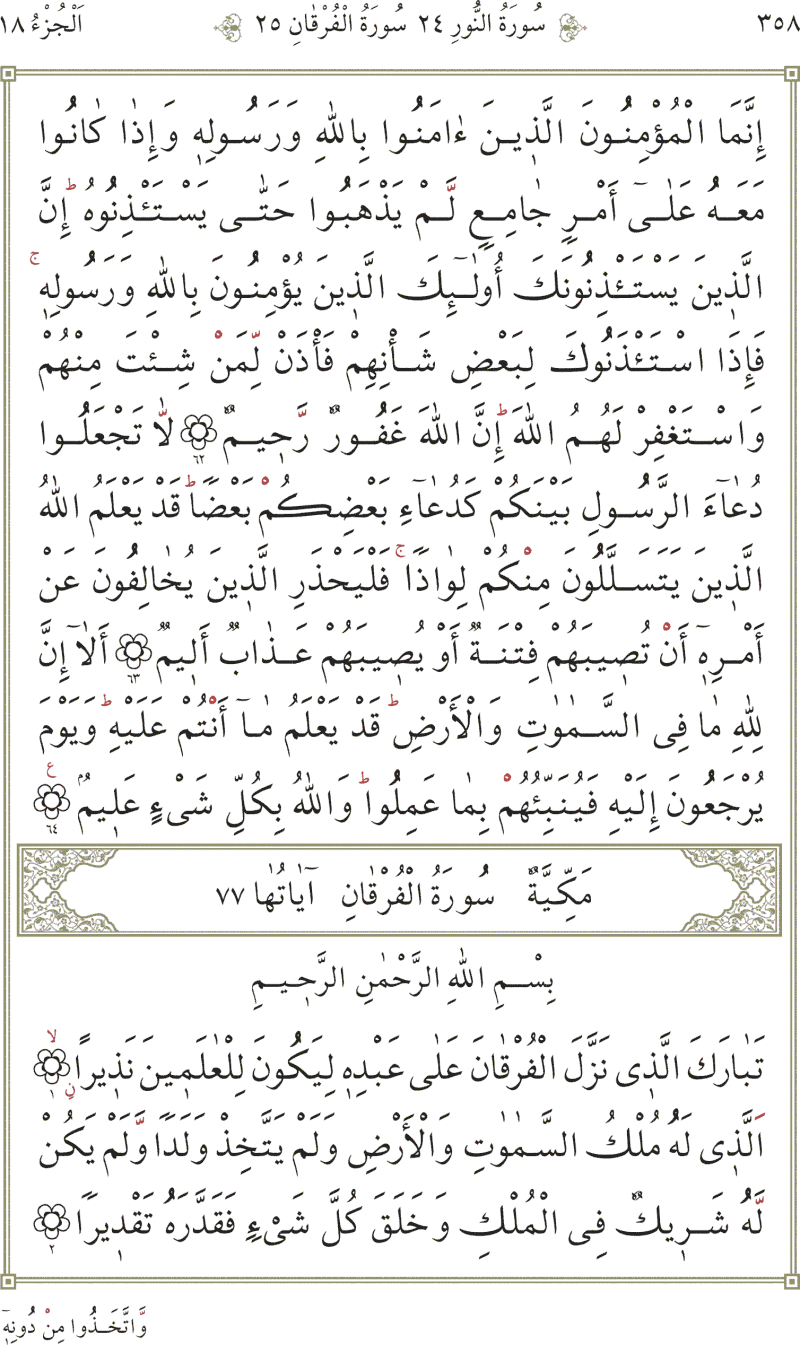 ٣٥٨ سُورَةُ النُّورِ ٢٤ سُورَةُ الْفُرْقٰانِ ٢٥ اَلْجُزْءُ ١٨
إِنَّمَا الْمُؤْمِنُونَ الَّذ۪ينَ ءٰامَنُوا بِاللّٰهِ وَرَسُولِه۪ وَإِذٰا كٰانُوا
مَعَهُ عَلٰىٓ أَمْرٍ جٰامِعٍ لَّمْ يَذْهَبُوا حَتّٰى يَسْتَـْٔذِنُوهُ ۗ إِنَّ
الَّذ۪ينَ يَسْتَـْٔذِنُونَكَ أُولٰٓئِكَ الَّذ۪ينَ يُؤْمِنُونَ بِاللّٰهِ وَرَسُولِه۪ ۚ
فَإِذَا اسْتَـْٔذَنُوكَ لِبَعْضِ شَأْنِهِمْ فَأْذَنْ لِّمَنْ شِئْتَ مِنْهُمْ
وَاسْتَغْفِرْ لَهُمُ اللّٰهَ ۗ إِنَّ اللّٰهَ غَفُورٌ رَّح۪يمٌ ٦٢ لَّا تَجْعَلُوا
دُعٰٓاءَ الرَّسُولِ بَيْنَكُمْ كَدُعٰٓاءِ بَعْضِكُمْ بَعْضًا ۗ قَدْ يَعْلَمُ اللّٰهُ
الَّذ۪ينَ يَتَسَلَّلُونَ مِنْكُمْ لِوٰاذًا ۚ فَلْيَحْذَرِ الَّذ۪ينَ يُخٰالِفُونَ عَنْ
أَمْرِه۪ٓ أَنْ تُص۪يبَهُمْ فِتْنَةٌ أَوْ يُص۪يبَهُمْ عَذٰابٌ أَل۪يمٌ ٦٣ أَلٰٓا إِنَّ
لِلّٰهِ مٰا فِى السَّمٰوٰتِ وَالْأَرْضِ ۗ قَدْ يَعْلَمُ مٰٓا أَنْتُمْ عَلَيْهِ ۗ وَيَوْمَ
يُرْجَعُونَ إِلَيْهِ فَيُنَبِّئُهُمْ بِمٰا عَمِلُوا ۗ وَاللّٰهُ بِكُلِّ شَىْءٍ عَل۪يمٌ ٦٤ ع
مَكِّيَّةٌ سُورَةُ الْفُرْقٰانِ اٰيٰاتُهٰا ٧٧
بِسْمِ اللّٰهِ الرَّحْمٰنِ الرَّح۪يمِ
تَبٰارَكَ الَّذ۪ى نَزَّلَ الْفُرْقٰانَ عَلٰى عَبْدِه۪ لِيَكُونَ لِلْعٰلَم۪ينَ نَذ۪يرًا ۙ ١
اَلَّذ۪ى لَهُ مُلْكُ السَّمٰوٰتِ وَالْأَرْضِ وَلَمْ يَتَّخِذْ وَلَدًا وَّلَمْ يَكُنْ
لَّهُ شَر۪يكٌ فِى الْمُلْكِ وَخَلَقَ كُلَّ شَىْءٍ فَقَدَّرَهُ تَقْد۪يرًا ٢
وَّاتَّخَذُوا مِنْ دُونِه۪ٓ